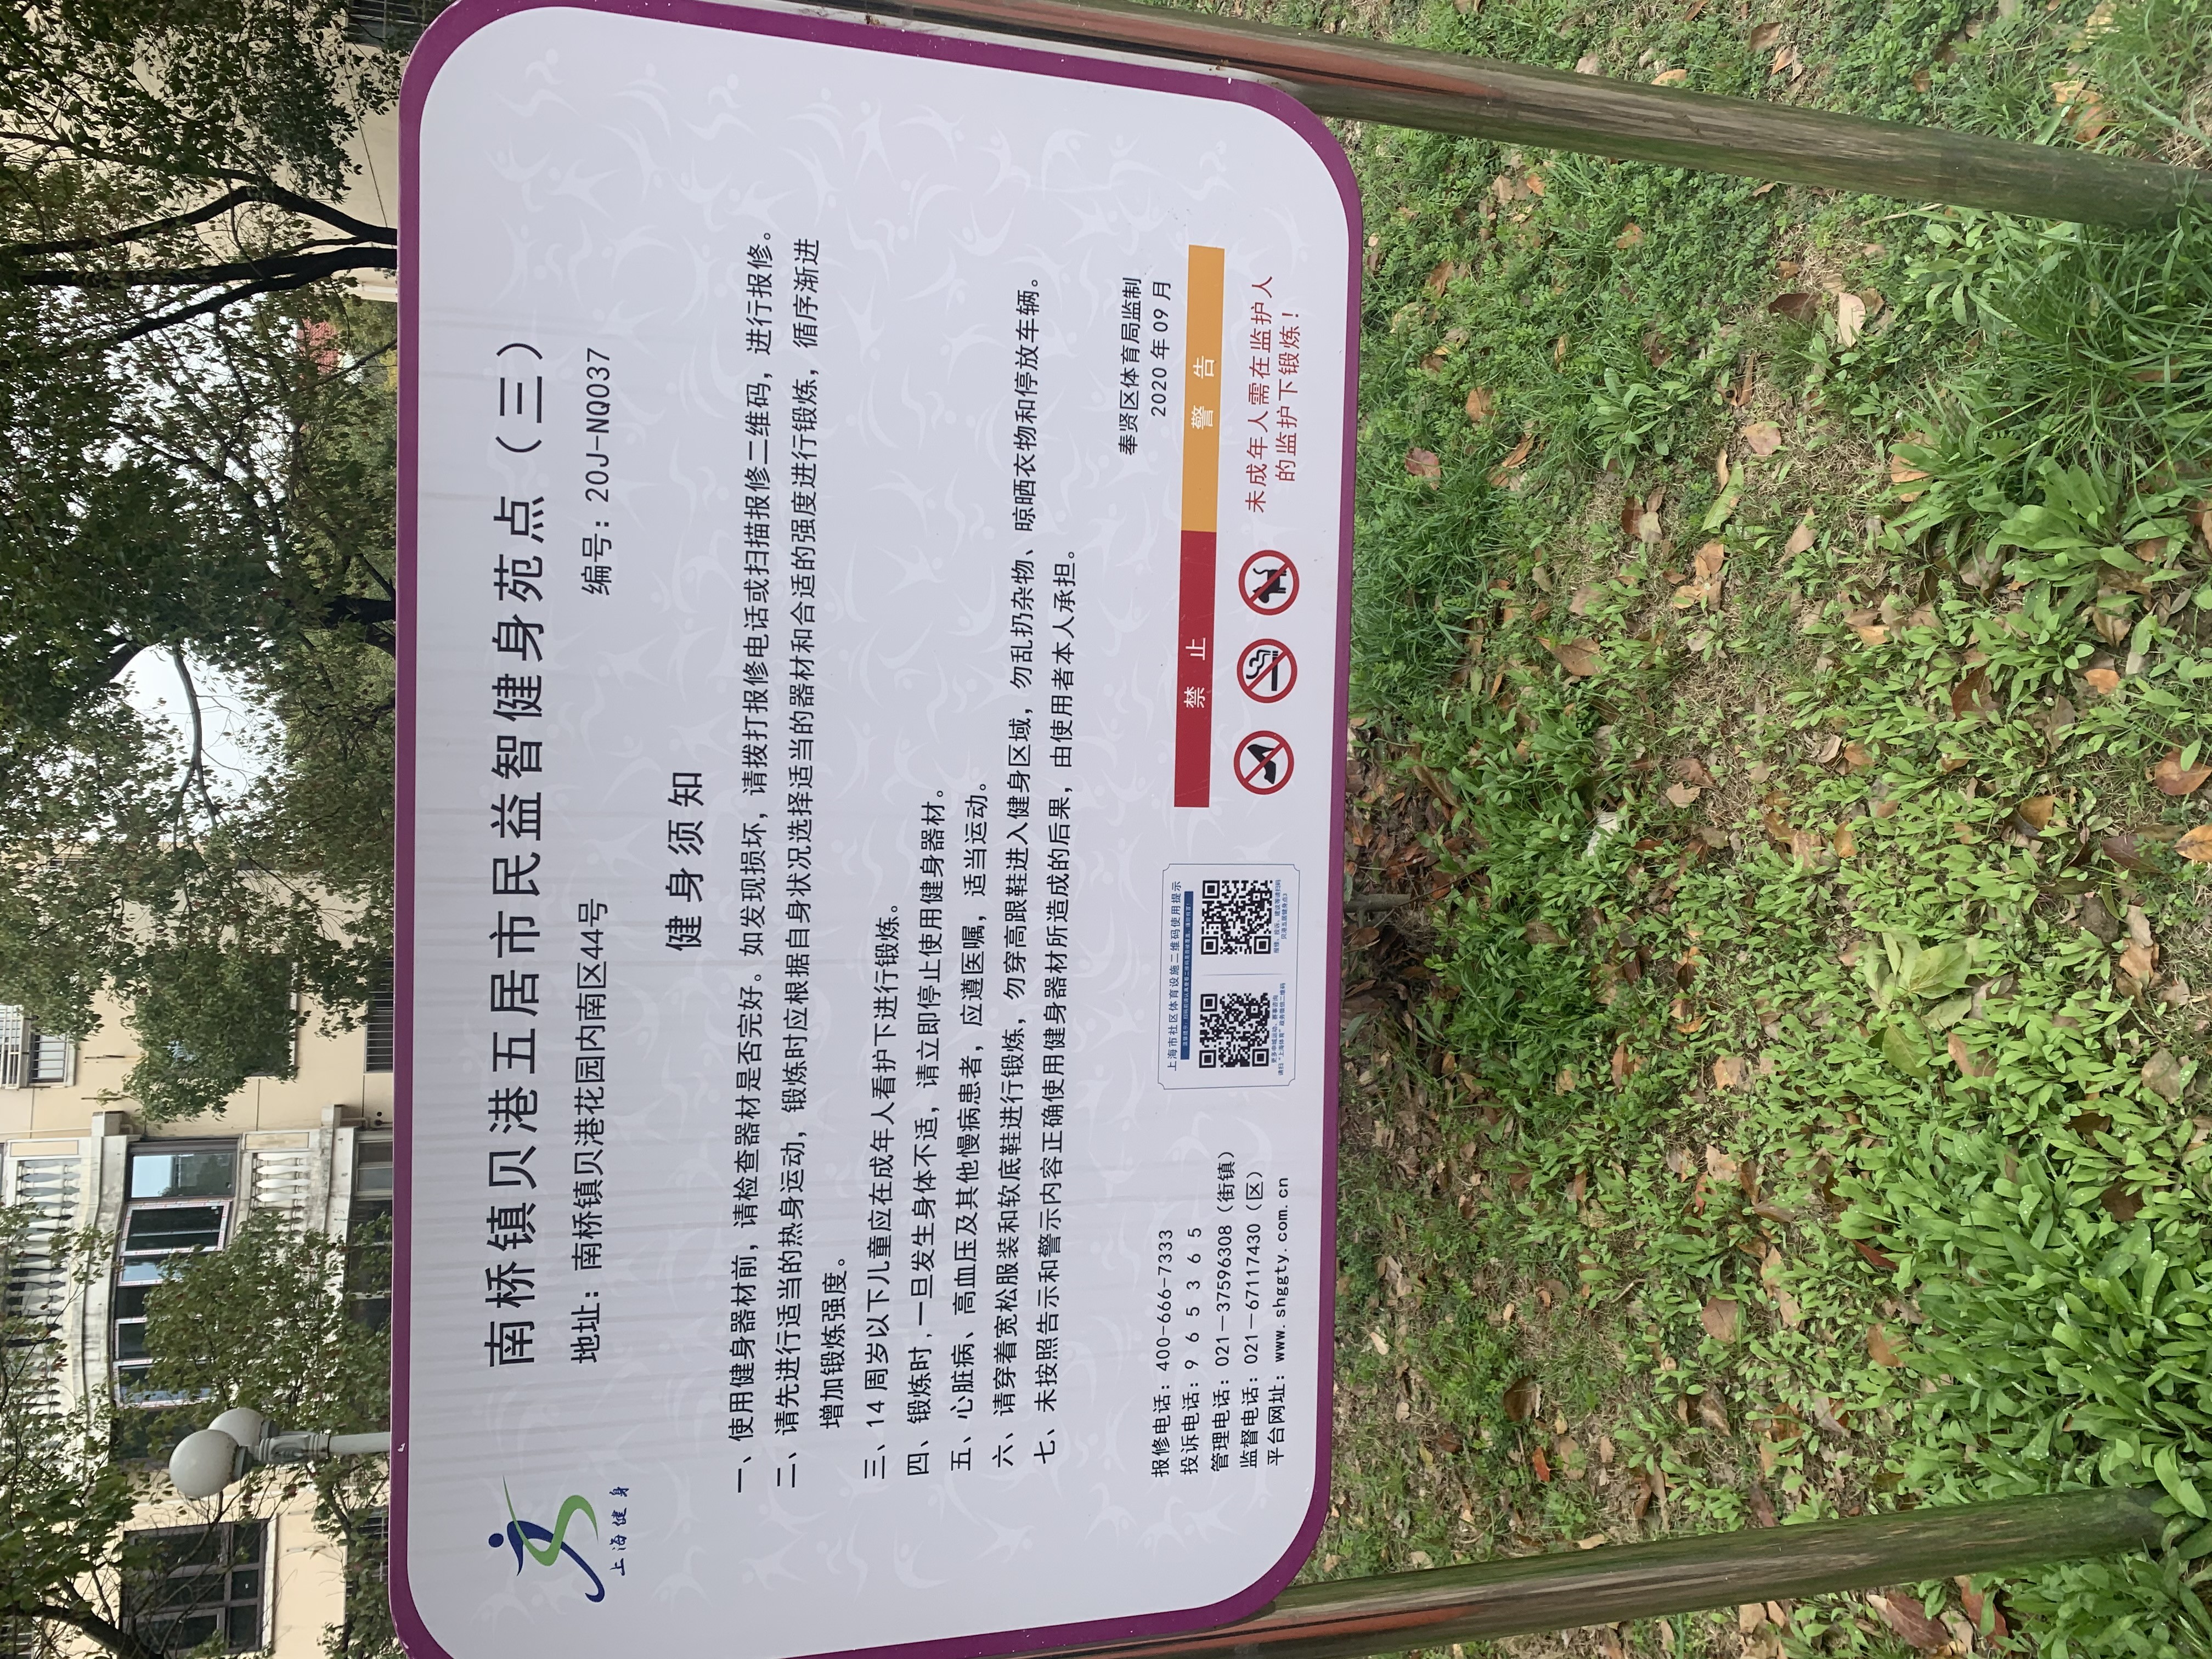 上海健身
南桥镇贝港五居市民益智健身苑点（三）
地址：南桥镇贝港花园内南区44号
编号：20J-NQ037
健身须知
一、使用健身器材前，请检查器材是否完好。如发现损坏，请拨打报修电话或扫描报修二维码，进行报修。
二、请先进行适当的热身运动，锻炼时应根据自身状况选择适当的器材和合适的强度进行锻炼，循序渐进
增加锻炼强度。
三、14周岁以下儿童应在成年人看护下进行锻炼。
四、锻炼时,一旦发生身体不适，请立即停止使用健身器材。
五、心脏病、高血压及其他慢病患者，应遵医嘱，适当运动。
六、请穿着宽松服装和软底鞋进行锻炼，勿穿高跟鞋进入健身区域，勿乱扔杂物、晾晒衣物和停放车辆。
七、未按照告示和警示内容正确使用健身器材所造成的后果，由使用者本人承担。
奉贤区体育局监制
2020年09月
报修电话：400-666-7333
投诉电话：9 6 5 3 6 5
管理电话：021－37596308（街镇）
监督电话：021－67117430（区）
平台网址：www.shggty.com.cn
上海市社区体育设施二维码使用提示
禁 止
警 告
未成年人需在监护人
的监护下锻炼！